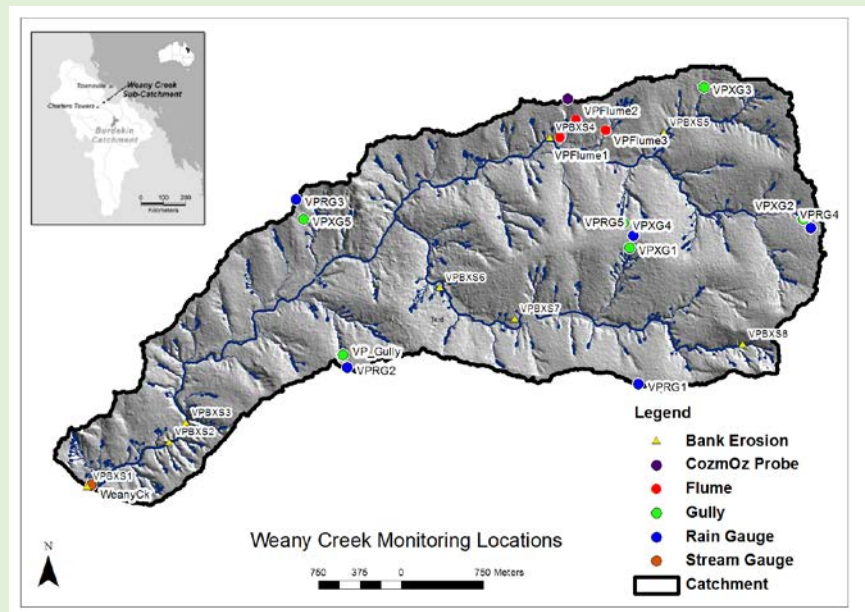 Townsville
Charters Towers
Weany Creek
Sub-Catchment
Burdekin
Catchment
0 100 200
Kilometers
VPXG3
VPFlume2
VPBXS4
VPBXS5
VPFlume3
VPFlume1
VPRG3
VPXG5
VPRG5
VPXG4
VPXG2
VPRG4
VPXG1
VPBXS6
VPBXS7
VPBXS8
VP_Gully
VPRG2
VPRG1
VPBXS3
VPBXS2
VPBXS1
WeanyCk
Legend
Bank Erosion
CozmOz Probe
Flume
Gully
Rain Gauge
Stream Gauge
Catchment
Weany Creek Monitoring Locations
N
750 375 0 750 Meters